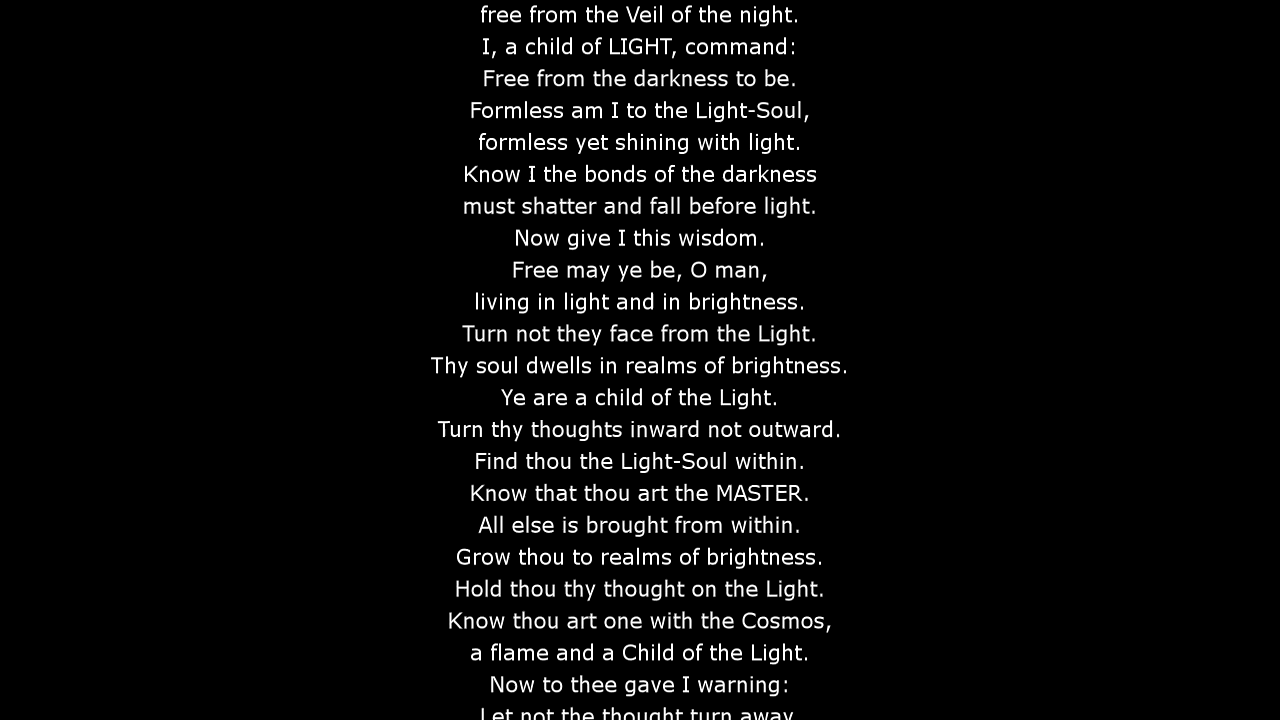 free from the Veil of the night.
I, a child of LIGHT, command:
Free from the darkness to be.
Formless am I to the Light-Soul,
formless yet shining with light.
Know I the bonds of the darkness
must shatter and fall before light.
Now give I this wisdom.
Free may ye be, O man,
living in light and in brightness.
Turn not they face from the Light.
Thy soul dwells in realms of brightness.
Ye are a child of the Light.
Turn thy thoughts inward not outward.
Find thou the Light-Soul within.
Know that thou art the MASTER.
All else is brought from within.
Grow thou to realms of brightness.
Hold thou thy thought on the Light.
Know thou art one with the Cosmos,
a flame and a Child of the Light.
Now to thee gave I warning:
Let not the thought turn away.